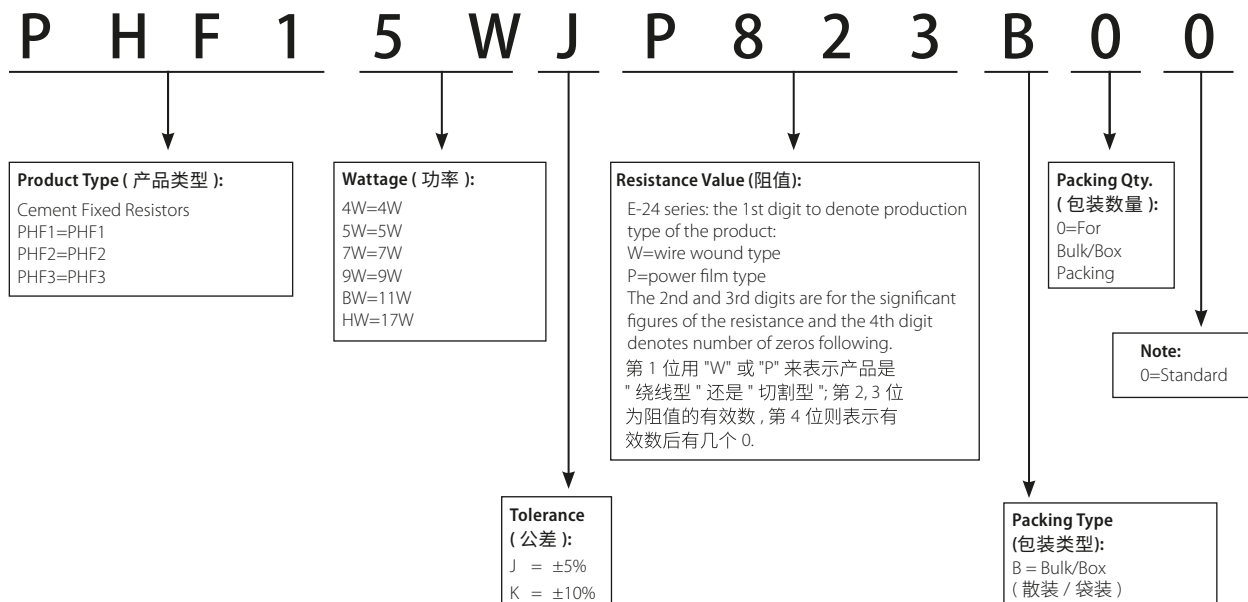 P H F 1 5 W J P 8 2 3 B 0 0
Product Type ( 产品类型 ):
Cement Fixed Resistors
PHF1=PHF1
PHF2=PHF2
PHF3=PHF3
Wattage ( 功率 ):
4W=4W
5W=5W
7W=7W
9W=9W
BW=11W
HW=17W
Resistance Value (阻值):
E-24 series: the 1st digit to denote production
type of the product:
W=wire wound type
P=power film type
The 2nd and 3rd digits are for the significant
figures of the resistance and the 4th digit
denotes number of zeros following.
第 1 位用 "W" 或 "P" 来表示产品是
" 绕线型 " 还是 " 切割型 "; 第 2, 3 位
为阻值的有效数 , 第 4 位则表示有
效数后有几个 0.
Packing Qty.
( 包装数量 ):
0=For
Bulk/Box
Packing
Note:
0=Standard
Tolerance
( 公差 ):
J = ±5%
K = ±10%
Packing Type
(包装类型):
B = Bulk/Box
( 散装 / 袋装 )